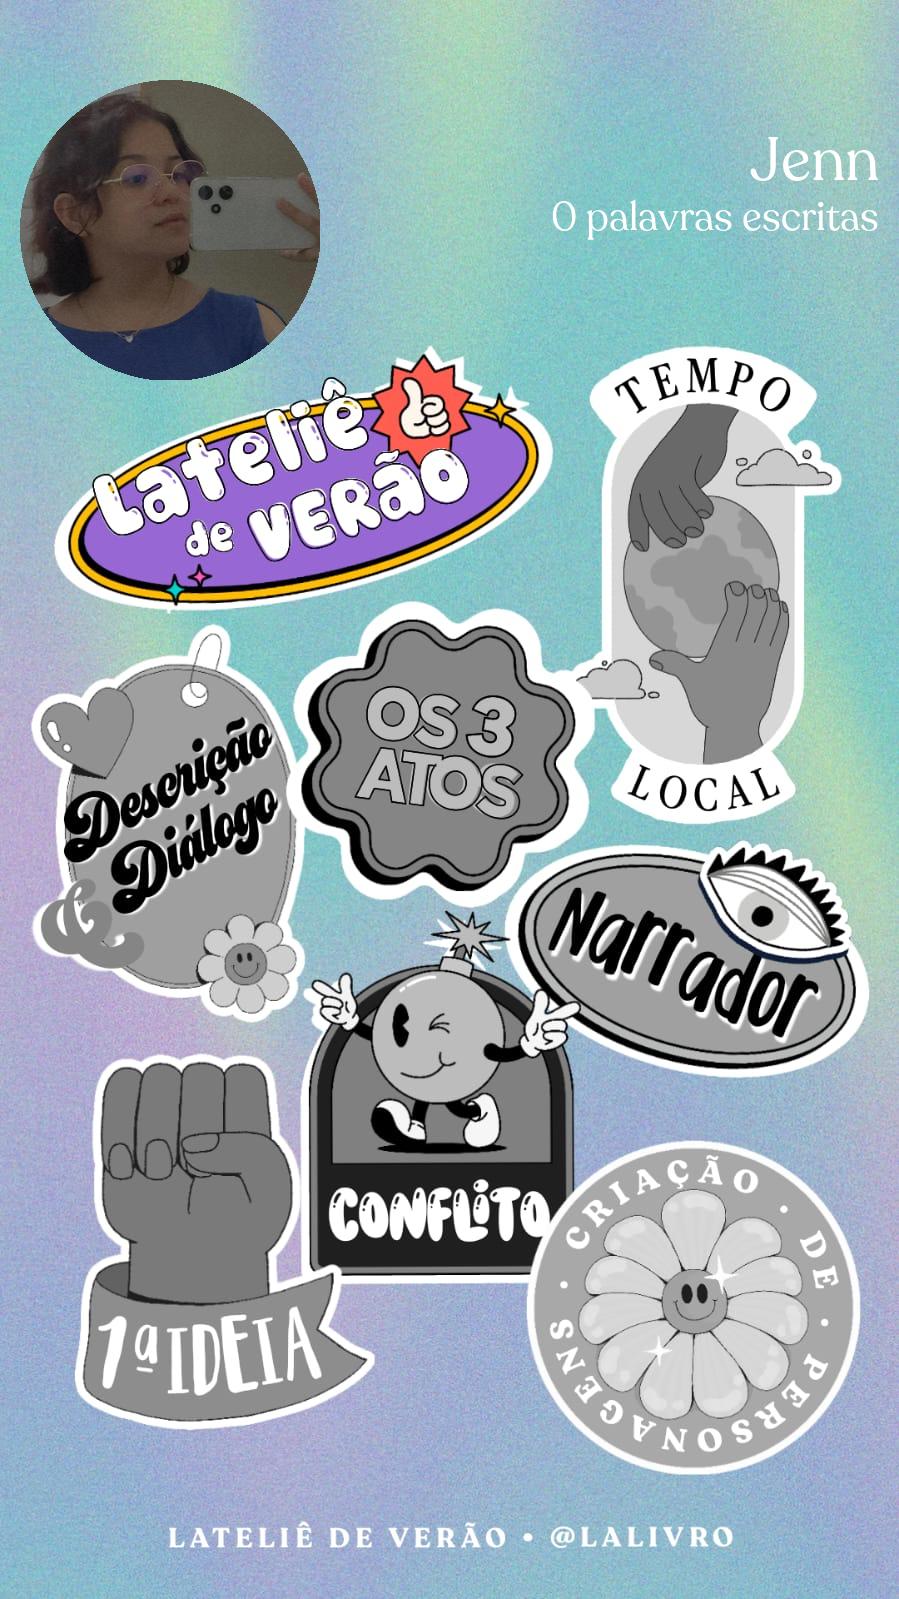 Jenn
0 palavras escritas
Lateliê
de VERÃO
TEMPO
LOCAL
OS 3
ATOS
Descrição
& Diálogo
Narrador
CONFLITO
1ª IDEIA
CRIAÇÃO · DE · PERSONAGENS ·
LATELIÊ DE VERÃO • @LALIVRO